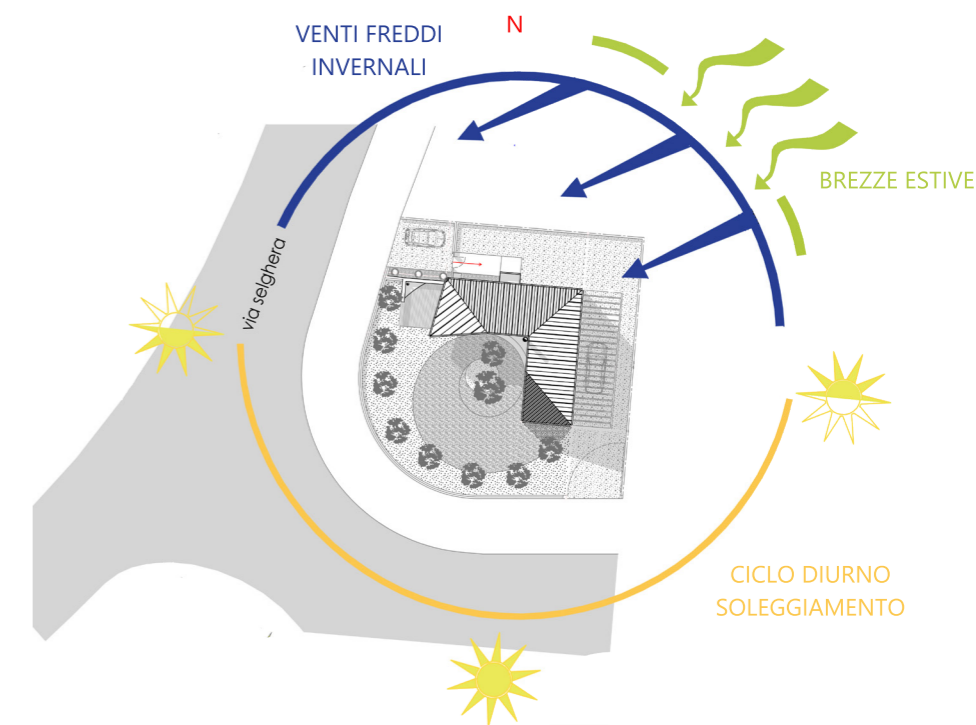 VENTI FREDDI
INVERNALI
N
BREZZE ESTIVE
via selghera
CICLO DIURNO
SOLEGGIAMENTO